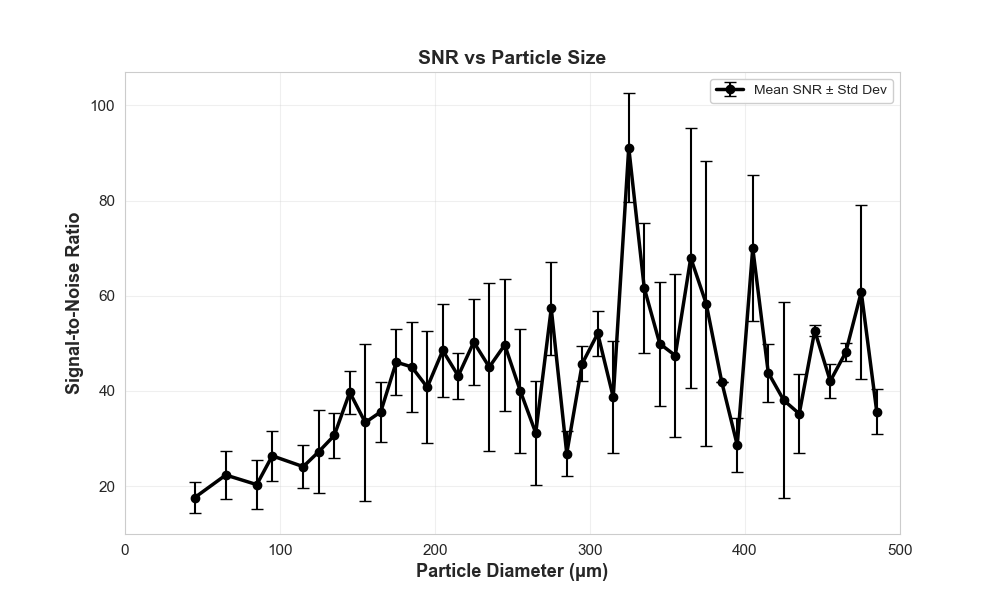 SNR vs Particle Size
Mean SNR ± Std Dev
Signal-to-Noise Ratio
100
80
60
40
20
0 100 200 300 400 500
Particle Diameter (μm)